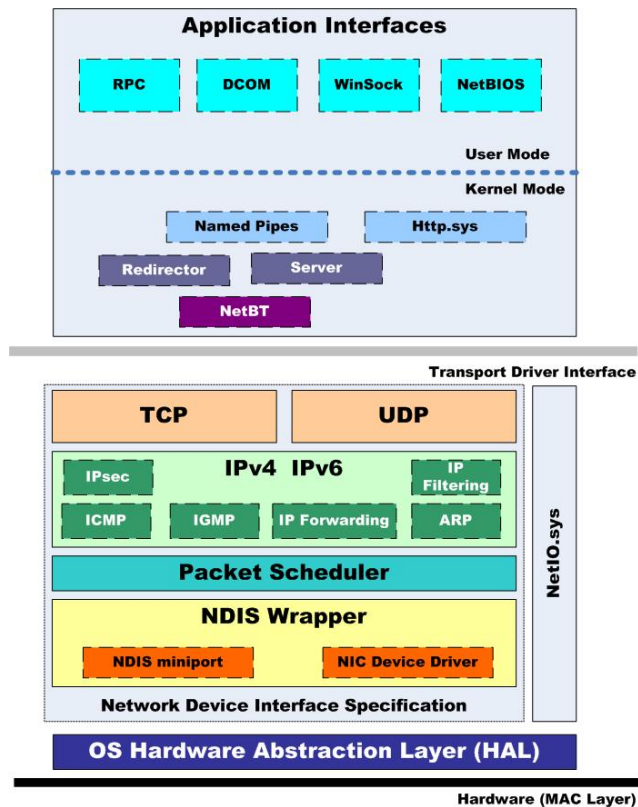 Application Interfaces
RPC
DCOM
WinSock
NetBIOS
User Mode
Kernel Mode
Named Pipes
Http.sys
Redirector
Server
NetBT
Transport Driver Interface
TCP
UDP
IPv4 IPv6
IPsec
IP
Filtering
ICMP
IGMP
IP Forwarding
ARP
NetIO.sys
Packet Scheduler
NDIS Wrapper
NDIS miniport
NIC Device Driver
Network Device Interface Specification
OS Hardware Abstraction Layer (HAL)
Hardware (MAC Layer)